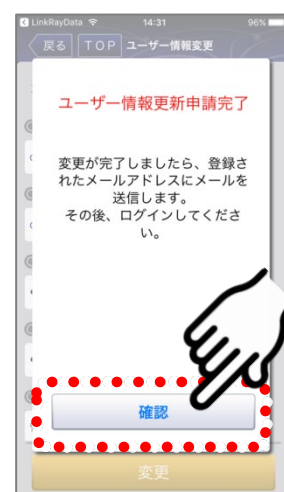 LinkRayData 14:31 96%
戻る TOP ユーザー情報変更
ユーザー情報更新申請完了
変更が完了しましたら、登録さ
れたメールアドレスにメールを
送信します。
その後、ログインしてくださ
い。
確認
変更